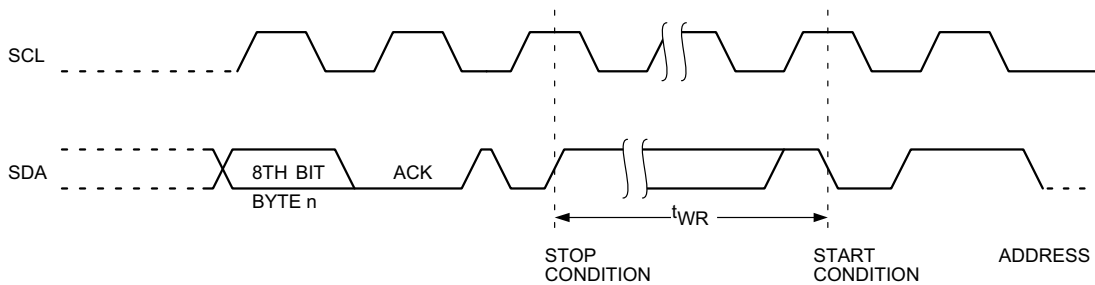 SCL
SDA
8TH BIT
ACK
BYTE n
tWR
STOP
CONDITION
START
CONDITION
ADDRESS